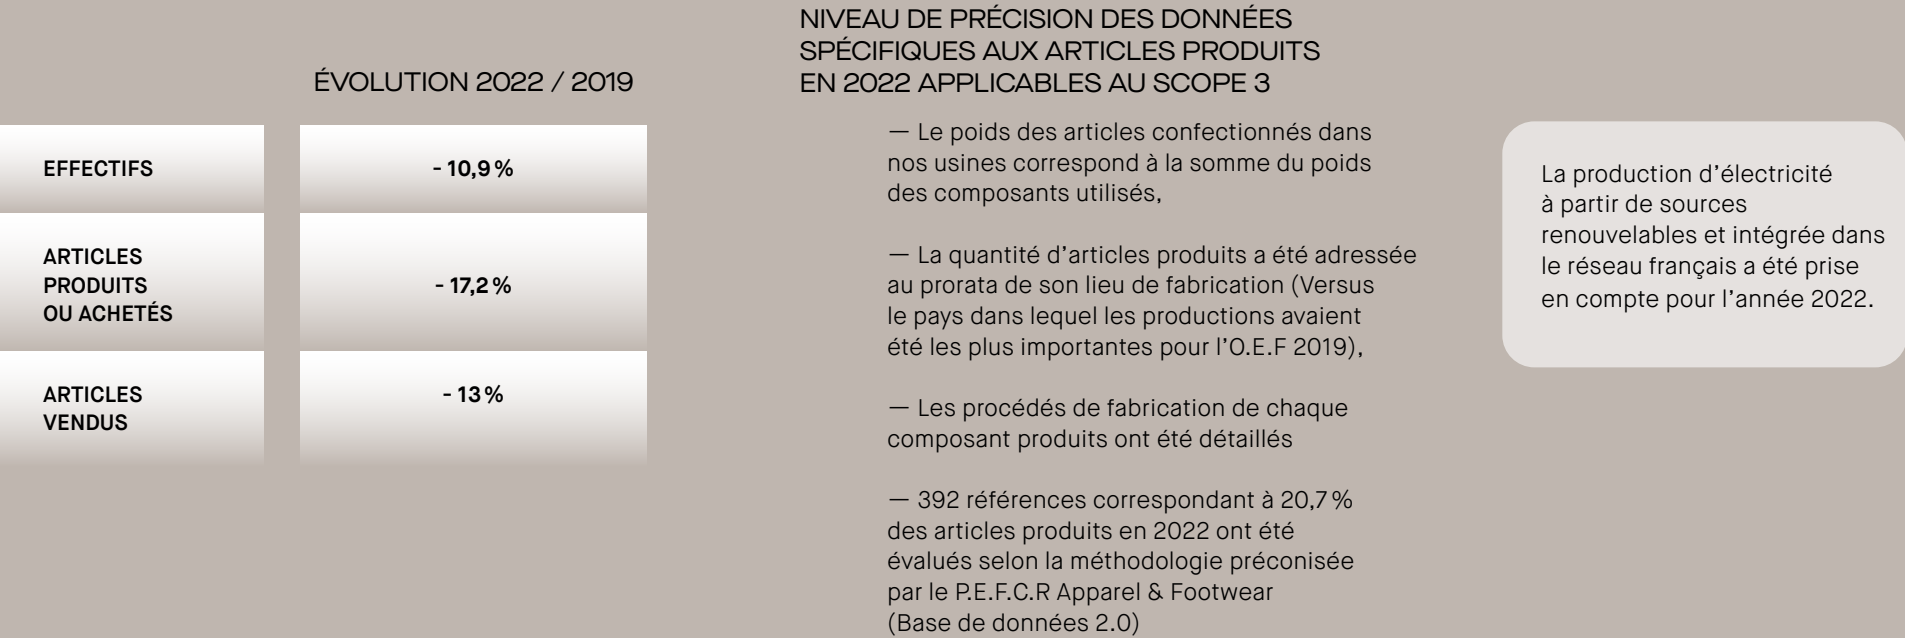 ÉVOLUTION 2022 / 2019
EFFECTIFS
- 10,9 %
ARTICLES
PRODUITS
OU ACHETÉS
- 17,2 %
ARTICLES
VENDUS
- 13 %
NIVEAU DE PRÉCISION DES DONNÉES
SPÉCIFIQUES AUX ARTICLES PRODUITS
EN 2022 APPLICABLES AU SCOPE 3
— Le poids des articles confectionnés dans
nos usines correspond à la somme du poids
des composants utilisés,
— La quantité d’articles produits a été adressée
au prorata de son lieu de fabrication (Versus
le pays dans lequel les productions avaient
été les plus importantes pour l’O.E.F 2019),
— Les procédés de fabrication de chaque
composant produits ont été détaillés
— 392 références correspondant à 20,7 %
des articles produits en 2022 ont été
évalués selon la méthodologie préconisée
par le P.E.F.C.R Apparel & Footwear
(Base de données 2.0)
La production d’électricité
à partir de sources
renouvelables et intégrée dans
le réseau français a été prise
en compte pour l’année 2022.